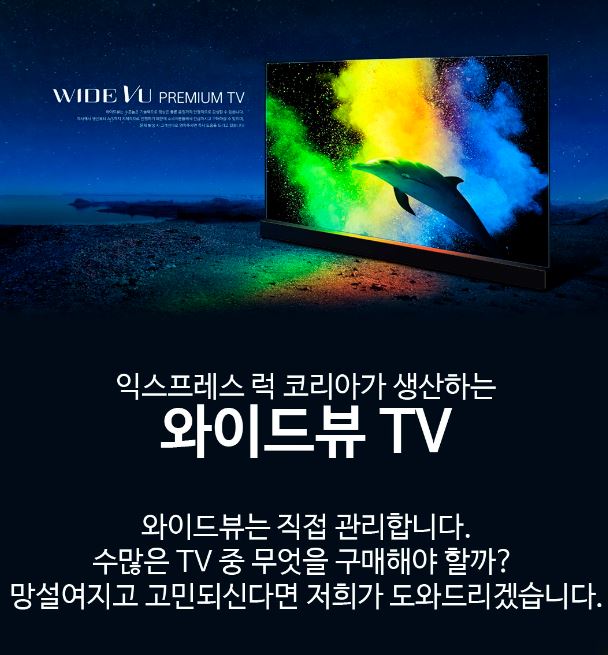 WIDE VU PREMIUM TV
익스프레스 럭 코리아가 생산하는
와이드뷰 TV
와이드뷰는 직접 관리합니다.
수많은 TV 중 무엇을 구매해야 할까?
망설여지고 고민되신다면 저희가 도와드리겠습니다.